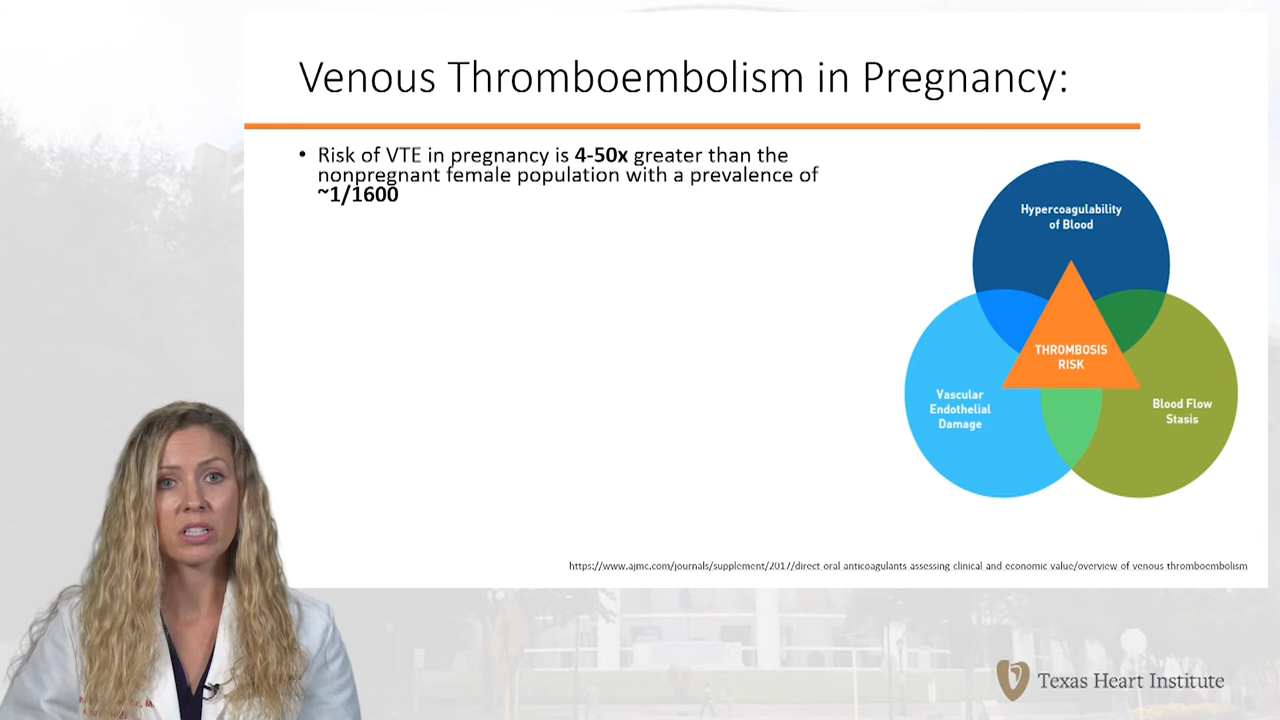 Venous Thromboembolism in Pregnancy:
• Risk of VTE in pregnancy is 4-50x greater than the
nonpregnant female population with a prevalence of
~1/1600
Hypercoagulability
of Blood
THROMBOSIS
RISK
Vascular
Endothelial
Damage
Blood Flow
Stasis
https://www.ajmc.com/journals/supplement/2017/direct oral anticoagulants assessing clinical and economic value/overview of venous thromboembolism
Texas Heart Institute